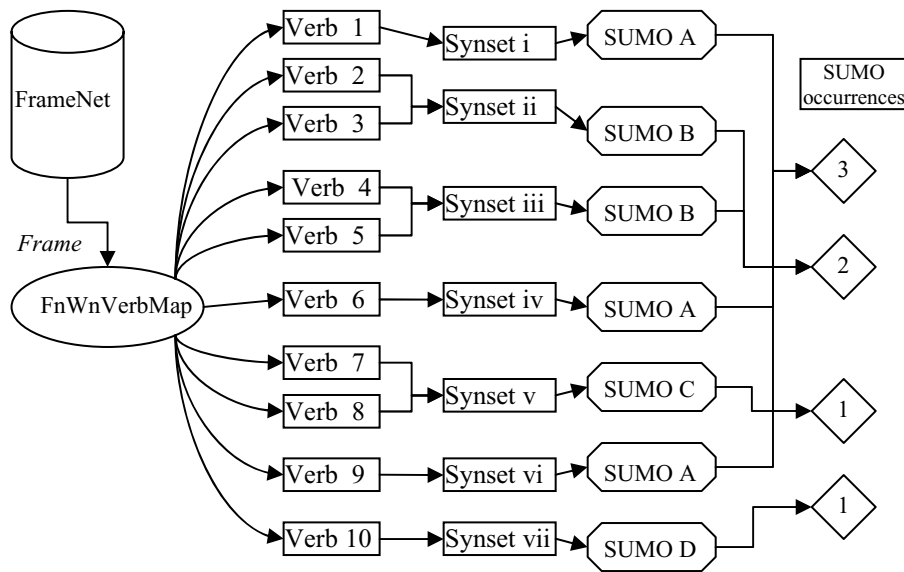 FrameNet
Frame
FnWnVerbMap
Verb 1
Verb 2
Verb 3
Verb 4
Verb 5
Verb 6
Verb 7
Verb 8
Verb 9
Verb 10
Synset i
Synset ii
Synset iii
Synset iv
Synset v
Synset vi
Synset vii
SUMO A
SUMO B
SUMO B
SUMO A
SUMO C
SUMO A
SUMO D
SUMO
occurrences
3
2
1
1